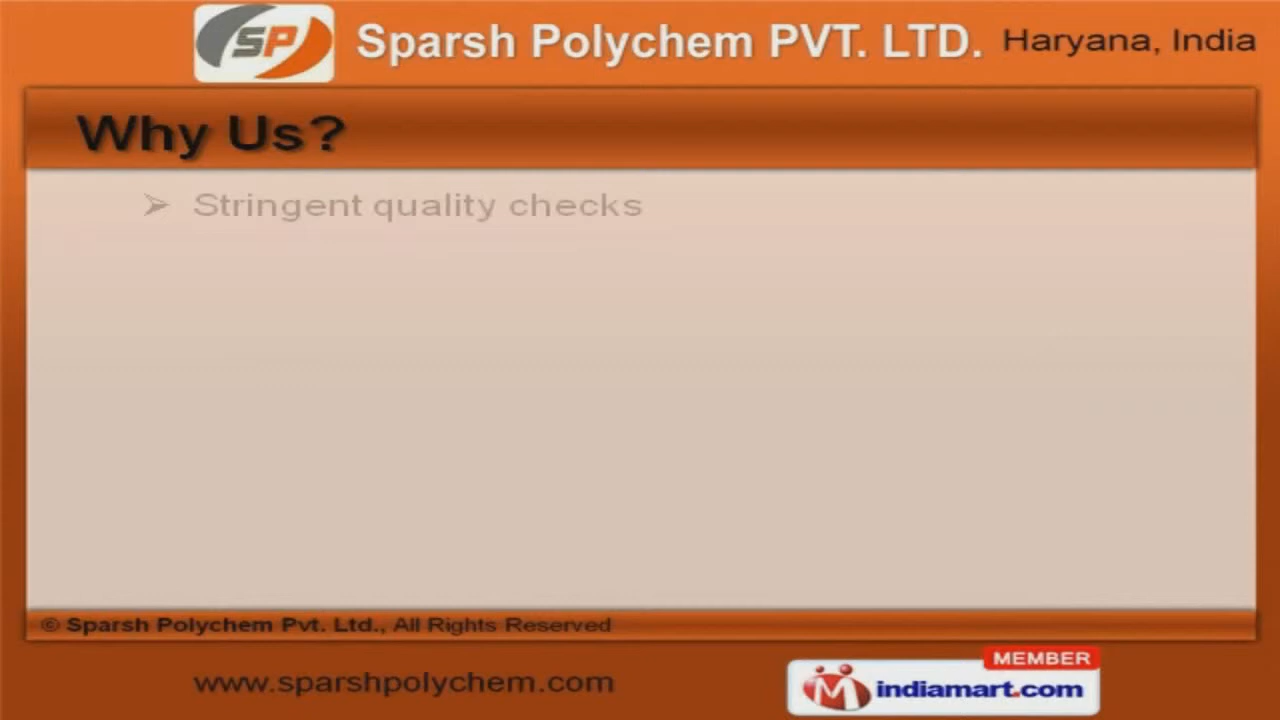 SP
Sparsh Polychem PVT. LTD. Haryana, India
Why Us?
➢ Stringent quality checks
© Sparsh Polychem Pvt. Ltd., All Rights Reserved
www.sparshpolychem.com
MEMBER
indiamart.com